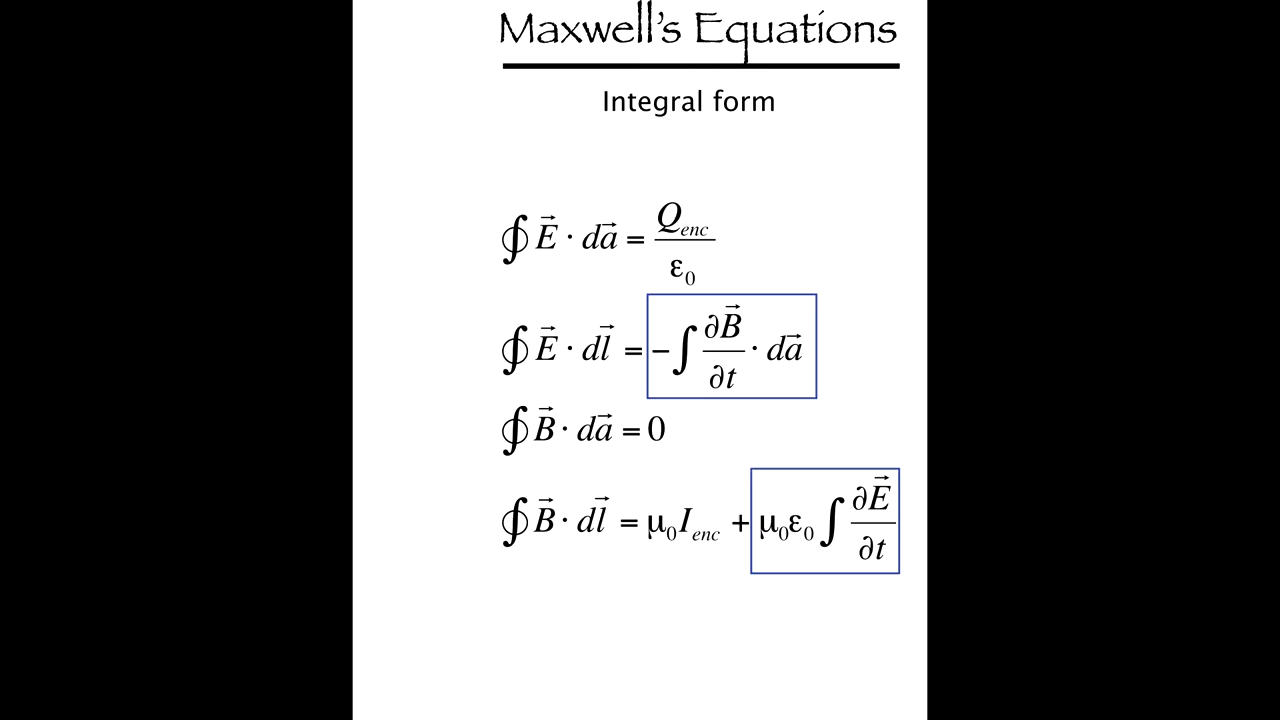 Maxwell's Equations
Integral form
∮ E⃗ · da⃗ = Q_enc / ε₀
∮ E⃗ · dl⃗ = −∫ ∂B⃗/∂t · da⃗
∮ B⃗ · da⃗ = 0
∮ B⃗ · dl⃗ = μ₀I_enc + μ₀ε₀ ∫ ∂E⃗/∂t